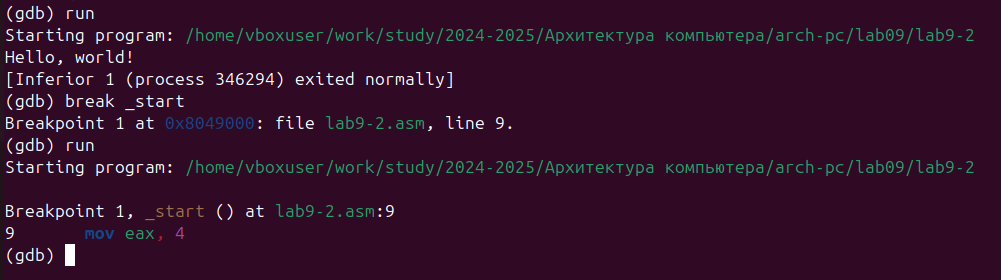 (gdb) run
Starting program: /home/vboxuser/work/study/2024-2025/Архитектура компьютера/arch-pc/lab09/lab9-2
Hello, world!
[Inferior 1 (process 346294) exited normally]
(gdb) break _start
Breakpoint 1 at 0x8049000: file lab9-2.asm, line 9.
(gdb) run
Starting program: /home/vboxuser/work/study/2024-2025/Архитектура компьютера/arch-pc/lab09/lab9-2
Breakpoint 1, _start () at lab9-2.asm:9
9       mov eax, 4
(gdb)